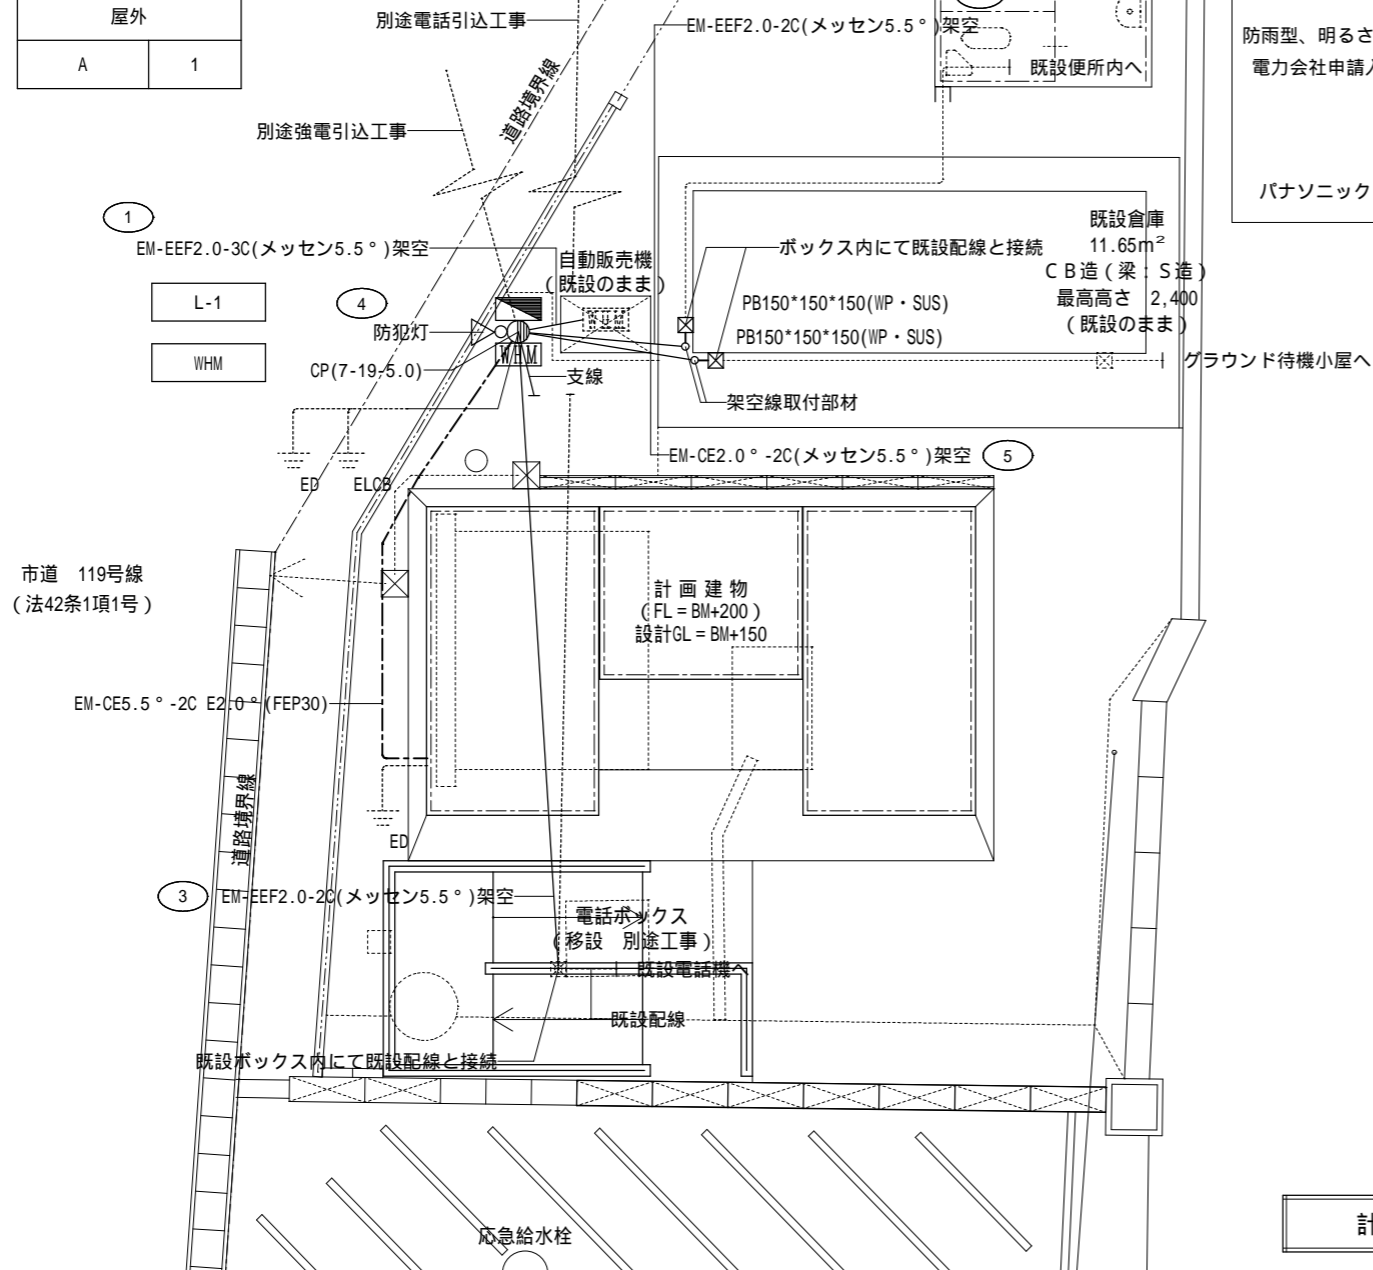 屋外
A 1
別途電話引込工事
EM-EEF2.0-2C(メッセン5.5°)架空
既設便所内へ
防雨型、明るさ
電力会社申請
別途強電引込工事
道路境界線
パナソニック
1
EM-EEF2.0-3C(メッセン5.5°)架空
自動販売機
(既設のまま)
ボックス内にて既設配線と接続
既設倉庫
11.65m²
CB造(梁:S造)
最高高さ 2,400
(既設のまま)
L-1
4
防犯灯
PB150*150*150(WP・SUS)
PB150*150*150(WP・SUS)
WHM
WHM
CP(7-19-5.0)
支線
グラウンド待機小屋へ
架空線取付部材
EM-CE2.0°-2C(メッセン5.5°)架空
5
ED
ELCB
市道 119号線
(法42条1項1号)
計画建物
(FL=BM+200)
設計GL=BM+150
EM-CE5.5°-2C E2.0°(FEP30)
道路境界線
ED
3
EM-EEF2.0-2C(メッセン5.5°)架空
電話ボックス
(移設 別途工事)
既設電話機へ
既設配線
既設ボックス内にて既設配線と接続
応急給水栓
計